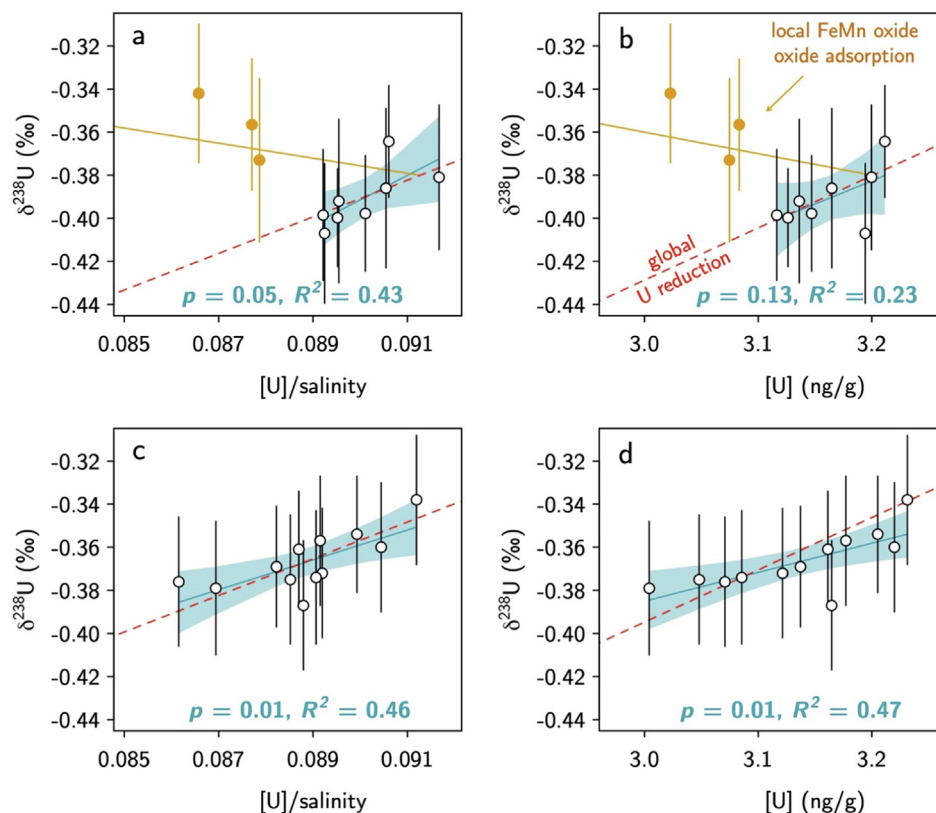 a
-0.32
-0.34
-0.36
-0.38
-0.40
-0.42
-0.44
δ²³⁸U (‰)
p = 0.05, R² = 0.43
0.085
0.087
0.089
0.091
[U]/salinity
b
local FeMn oxide
oxide adsorption
-0.32
-0.34
-0.36
-0.38
-0.40
-0.42
-0.44
δ²³⁸U (‰)
global
U reduction
p = 0.13, R² = 0.23
3.0
3.1
3.2
[U] (ng/g)
c
-0.32
-0.34
-0.36
-0.38
-0.40
-0.42
-0.44
δ²³⁸U (‰)
p = 0.01, R² = 0.46
0.085
0.087
0.089
0.091
[U]/salinity
d
-0.32
-0.34
-0.36
-0.38
-0.40
-0.42
-0.44
δ²³⁸U (‰)
p = 0.01, R² = 0.47
3.0
3.1
3.2
[U] (ng/g)